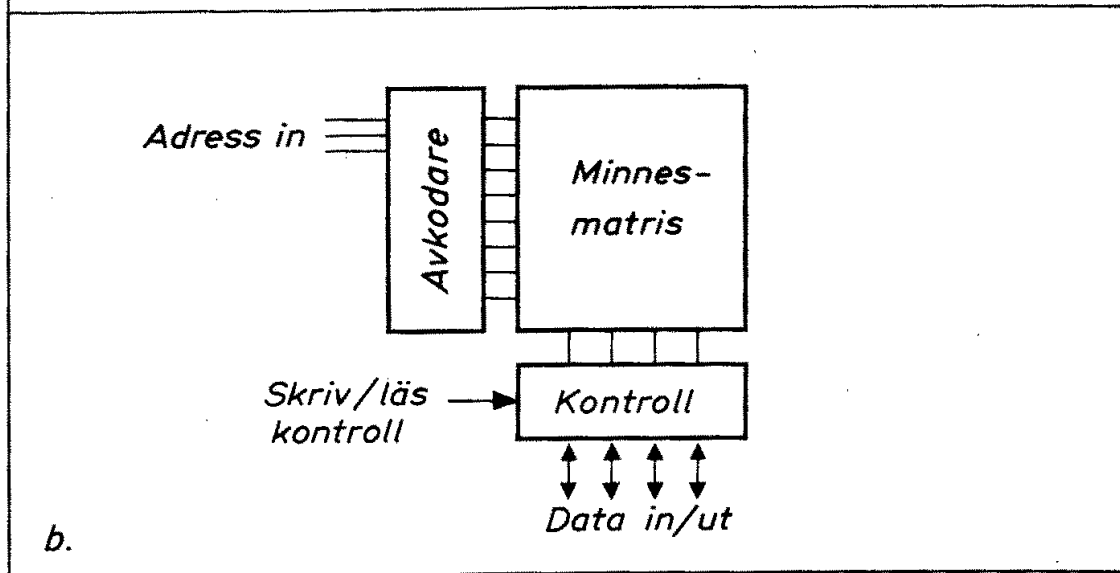 Adress in
Avkodare
Minnes-
matris
Skriv/läs
kontroll
Kontroll
Data in/ut
b.